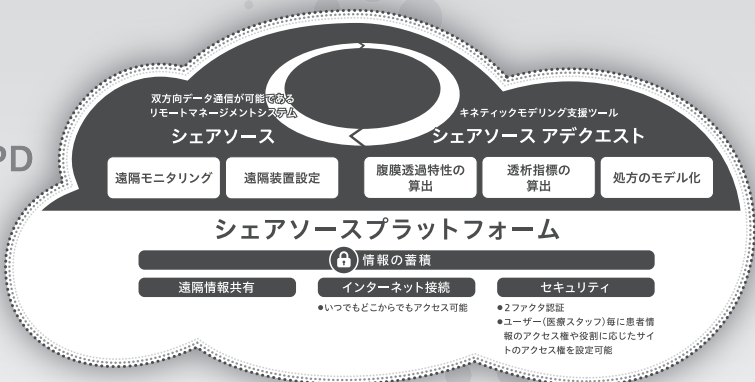 PD
双方向データ通信が可能である
リモートマネージメントシステム
シェアソース
キネティックモデリング支援ツール
シェアソース アデクエスト
遠隔モニタリング
遠隔装置設定
腹膜透過特性の
算出
透析指標の
算出
処方のモデル化
シェアソースプラットフォーム
情報の蓄積
遠隔情報共有
インターネット接続
●いつでもどこからでもアクセス可能
セキュリティ
●2ファクタ認証
●ユーザー(医療スタッフ)毎に患者情
報のアクセス権や役割に応じたサイ
トのアクセス権を設定可能